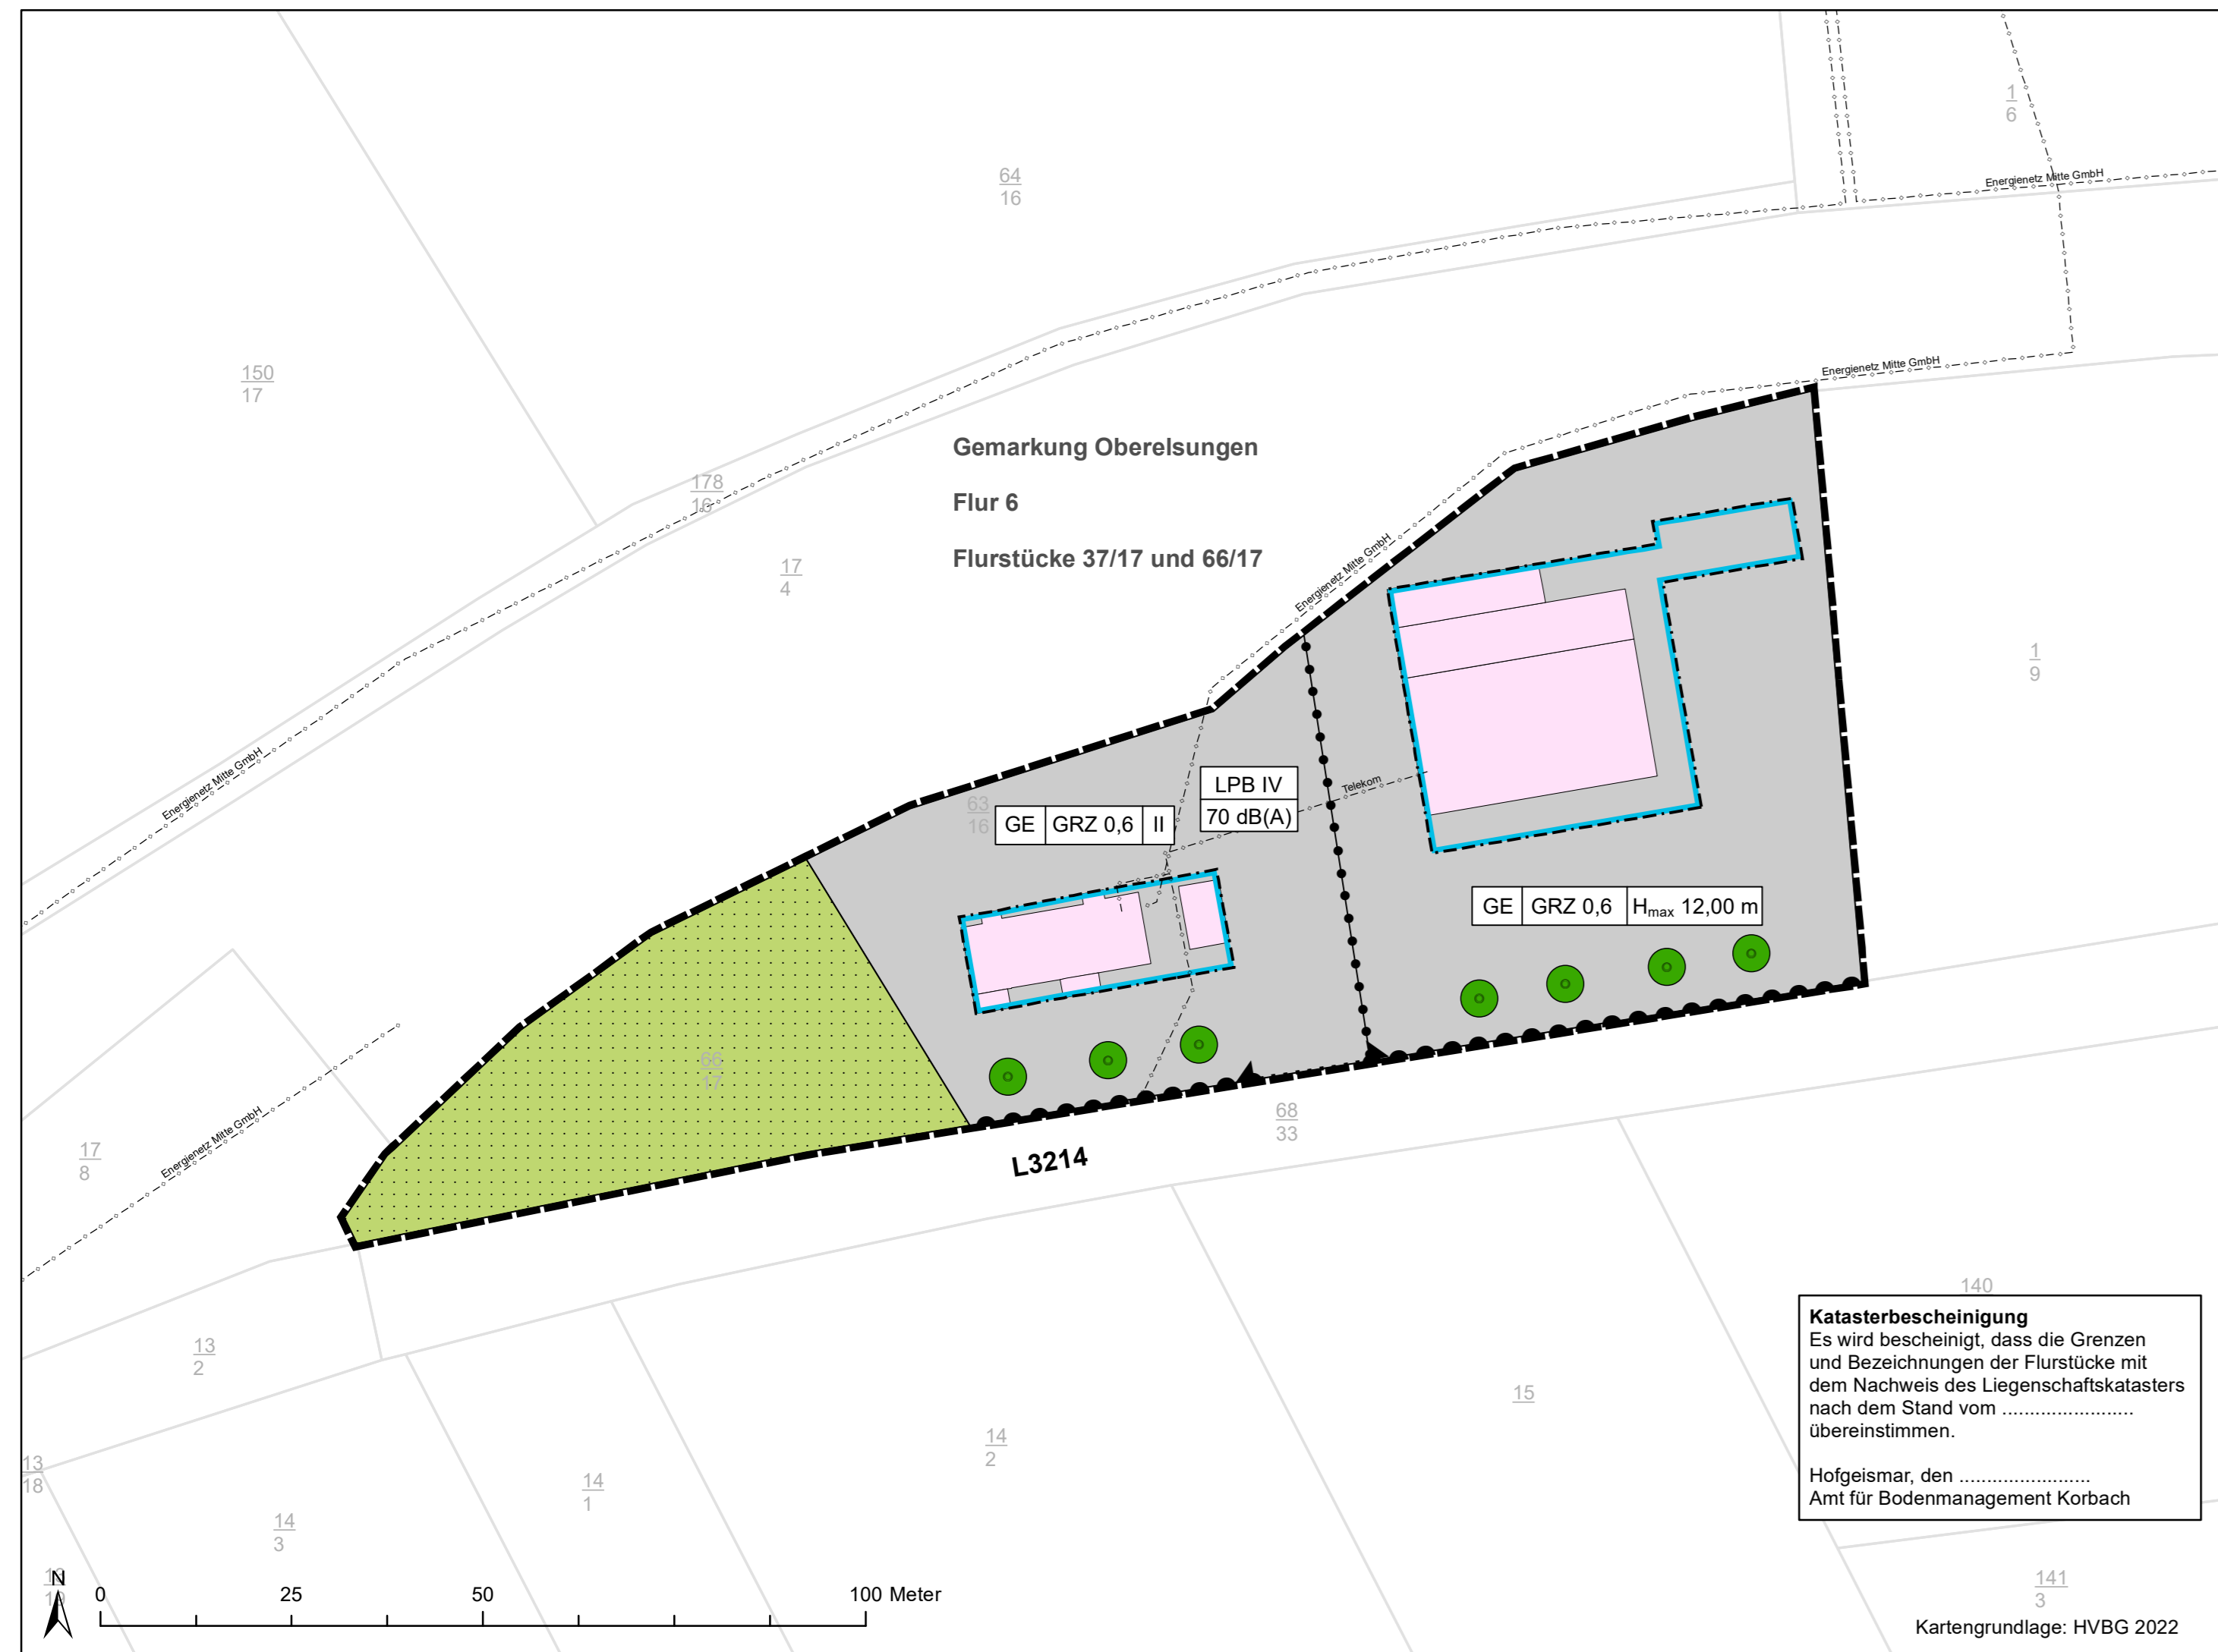 1
6
Energienetz Mitte GmbH
64
16
Energienetz Mitte GmbH
150
17
Gemarkung Oberelsungen
178
16
Flur 6
Flurstücke 37/17 und 66/17
17
4
Energienetz Mitte GmbH
1
9
Energienetz Mitte GmbH
LPB IV
70 dB(A)
Telekom
63
16
GE GRZ 0,6 II
GE GRZ 0,6 Hmax 12,00 m
66
17
Energienetz Mitte GmbH
17
8
68
33
L3214
140
13
2
Katasterbescheinigung
Es wird bescheinigt, dass die Grenzen
und Bezeichnungen der Flurstücke mit
dem Nachweis des Liegenschaftskatasters
nach dem Stand vom ........................
übereinstimmen.
Hofgeismar, den ........................
Amt für Bodenmanagement Korbach
15
14
2
13
18
14
1
14
3
N
0 25 50 100 Meter
141
3
Kartengrundlage: HVBG 2022